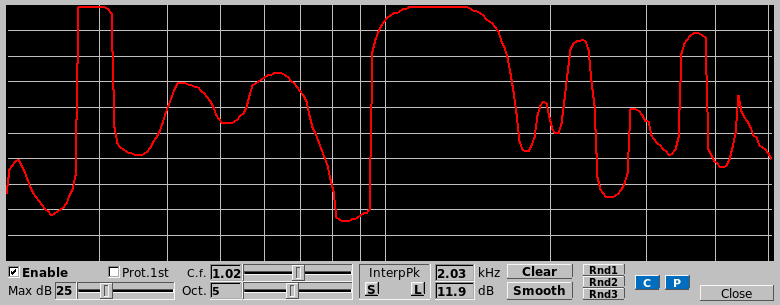 Enable Prot.1st C.f. 1.02 InterpPk 2.03 kHz Clear Rnd1
Rnd2 C P
Max dB 25 Oct. 5 S L 11.9 dB Smooth Rnd3 Close